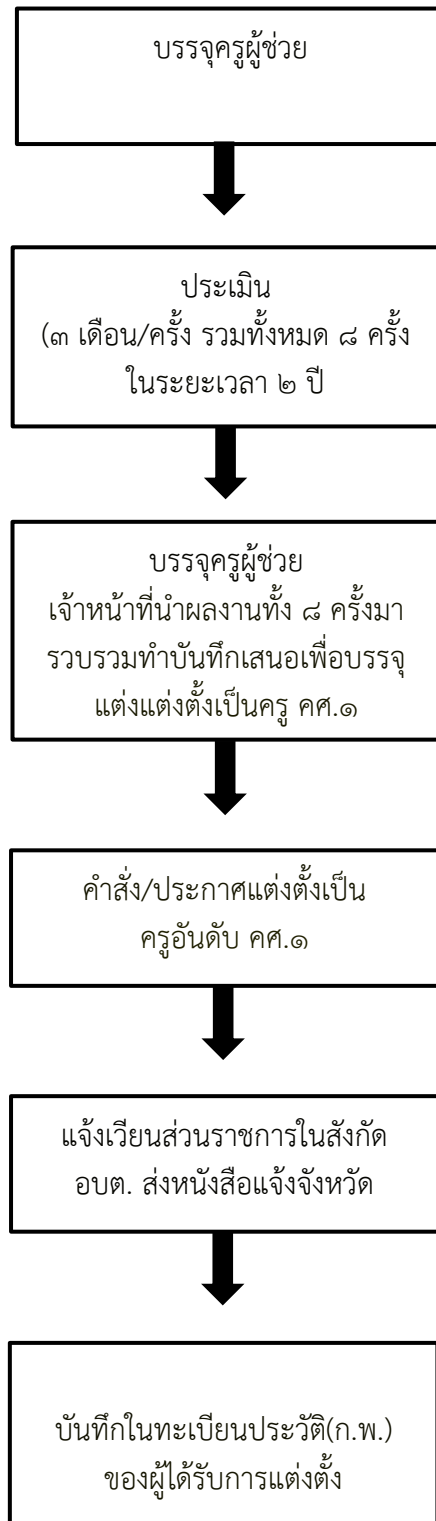 บรรจุครูผู้ช่วย
ประเมิน
(๓ เดือน/ครั้ง รวมทั้งหมด ๘ ครั้ง
ในระยะเวลา ๒ ปี
บรรจุครูผู้ช่วย
เจ้าหน้าที่นำผลงานทั้ง ๘ ครั้งมา
รวบรวมทำบันทึกเสนอเพื่อบรรจุ
แต่งแต่งตั้งเป็นครู คศ.๑
คำสั่ง/ประกาศแต่งตั้งเป็น
ครูอันดับ คศ.๑
แจ้งเวียนส่วนราชการในสังกัด
อบต. ส่งหนังสือแจ้งจังหวัด
บันทึกในทะเบียนประวัติ(ก.พ.)
ของผู้ได้รับการแต่งตั้ง